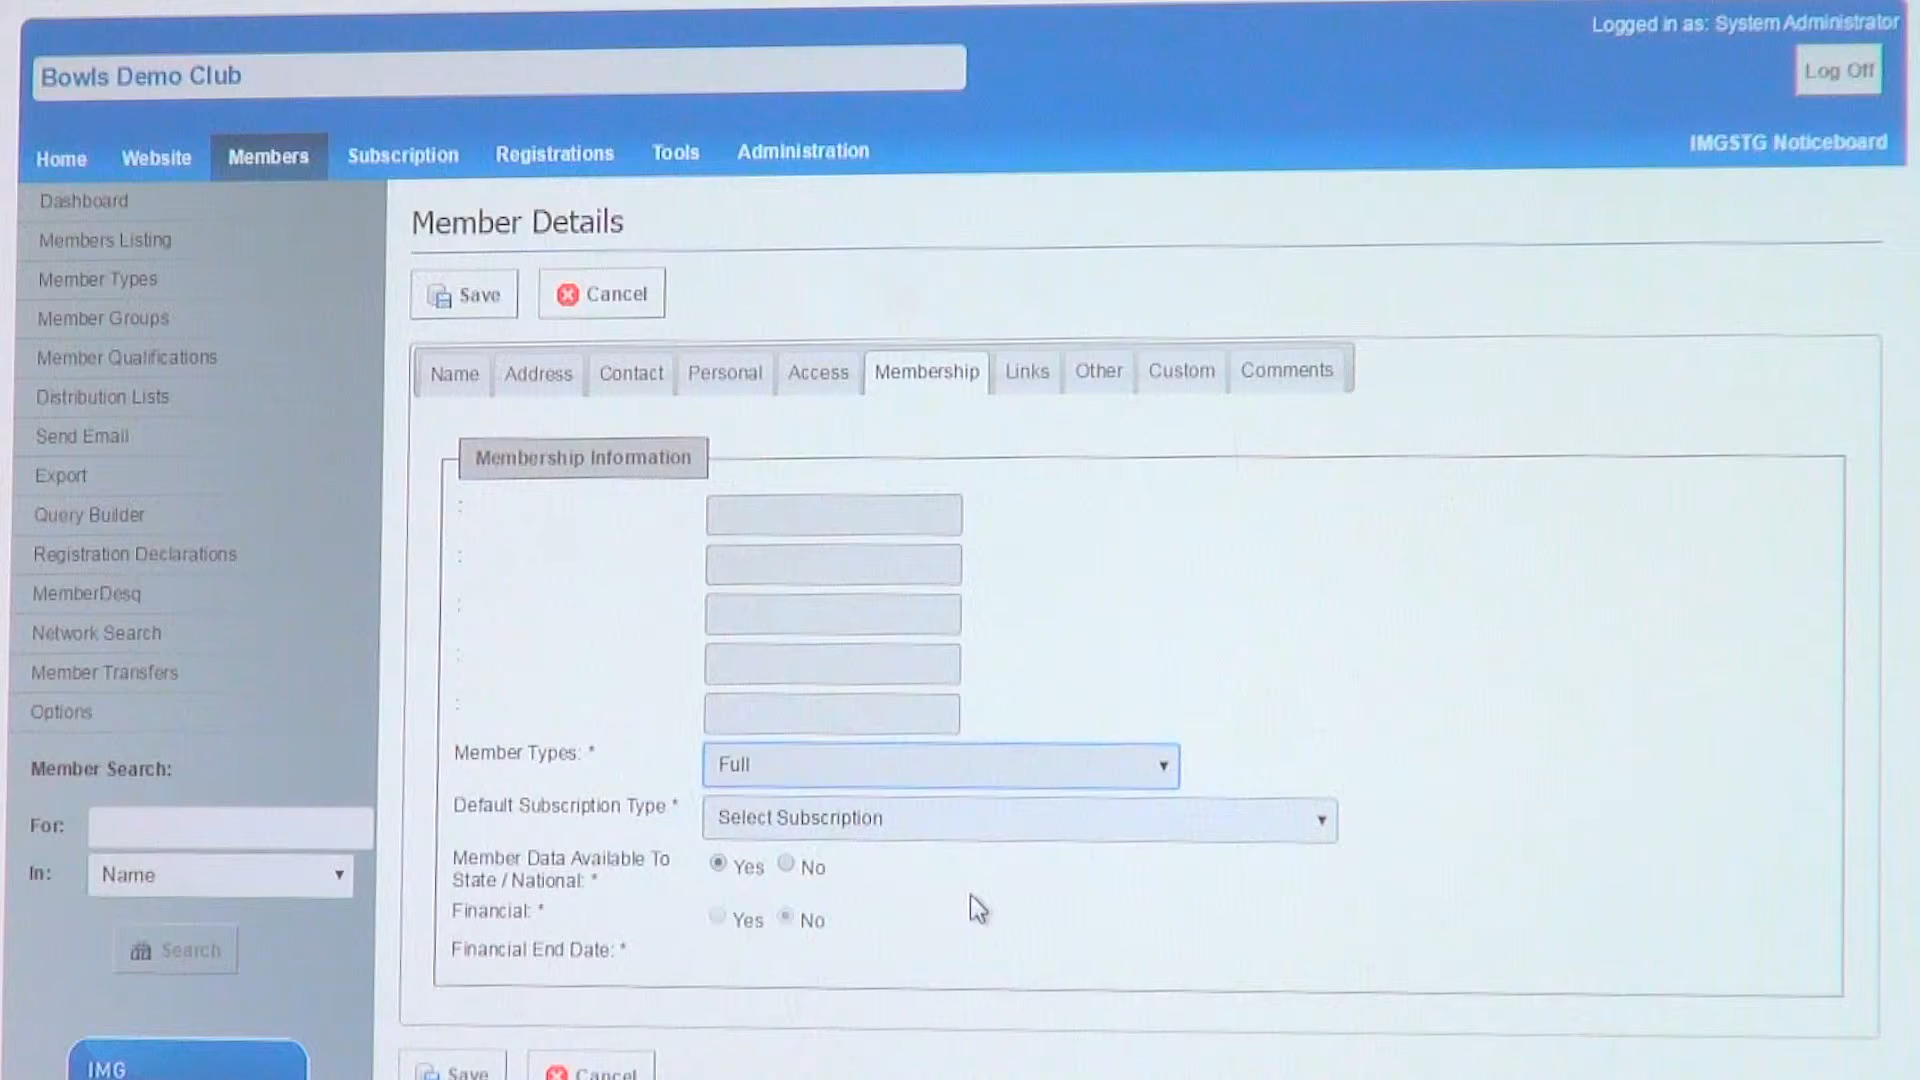 Logged in as: System Administrator
Bowls Demo Club
Log Off
Home Website Members Subscription Registrations Tools Administration
IMGSTG Noticeboard
Dashboard
Members Listing
Member Types
Member Groups
Member Qualifications
Distribution Lists
Send Email
Export
Query Builder
Registration Declarations
MemberDesq
Network Search
Member Transfers
Options
Member Search:
For:
In: Name
Search
IMG
Member Details
Save Cancel
Name Address Contact Personal Access Membership Links Other Custom Comments
Membership Information
:
:
:
:
:
Member Types: * Full
Default Subscription Type * Select Subscription
Member Data Available To
State / National: * Yes No
Financial: * Yes No
Financial End Date: *
Save Cancel